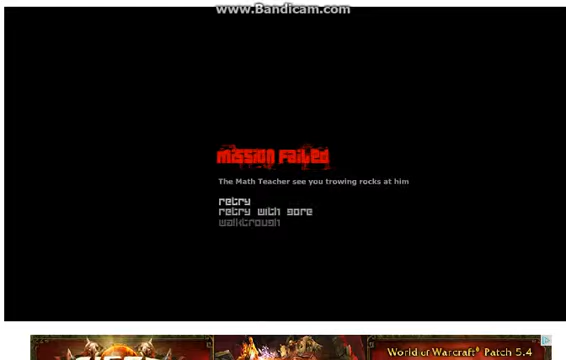 www.Bandicam.com
mission failed
The Math Teacher see you trowing rocks at him
retry
retry with gore
walktrough
World of Warcraft® Patch 5.4